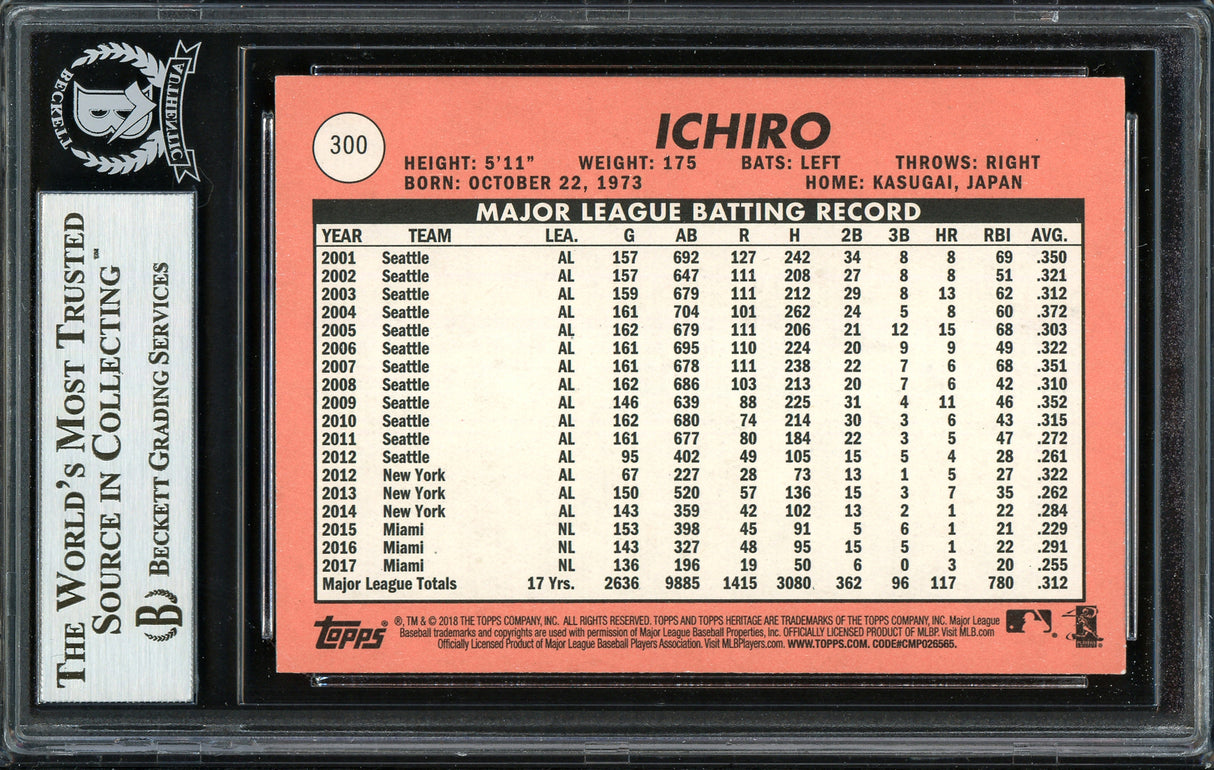 BECKETT
AUTHENTIC
B
THE WORLD'S MOST TRUSTED
SOURCE IN COLLECTING™
B BECKETT GRADING SERVICES
300
ICHIRO
HEIGHT: 5'11" WEIGHT: 175 BATS: LEFT THROWS: RIGHT
BORN: OCTOBER 22, 1973 HOME: KASUGAI, JAPAN
MAJOR LEAGUE BATTING RECORD
YEAR TEAM LEA. G AB R H 2B 3B HR RBI AVG.
2001 Seattle AL 157 692 127 242 34 8 8 69 .350
2002 Seattle AL 157 647 111 208 27 8 8 51 .321
2003 Seattle AL 159 679 111 212 29 8 13 62 .312
2004 Seattle AL 161 704 101 262 24 5 8 60 .372
2005 Seattle AL 162 679 111 206 21 12 15 68 .303
2006 Seattle AL 161 695 110 224 20 9 9 49 .322
2007 Seattle AL 161 678 111 238 22 7 6 68 .351
2008 Seattle AL 162 686 103 213 20 7 6 42 .310
2009 Seattle AL 146 639 88 225 31 4 11 46 .352
2010 Seattle AL 162 680 74 214 30 3 6 43 .315
2011 Seattle AL 161 677 80 184 22 3 5 47 .272
2012 Seattle AL 95 402 49 105 15 5 4 28 .261
2012 New York AL 67 227 28 73 13 1 5 27 .322
2013 New York AL 150 520 57 136 15 3 7 35 .262
2014 New York AL 143 359 42 102 13 2 1 22 .284
2015 Miami NL 153 398 45 91 5 6 1 21 .229
2016 Miami NL 143 327 48 95 15 5 1 22 .291
2017 Miami NL 136 196 19 50 6 0 3 20 .255
Major League Totals 17 Yrs. 2636 9885 1415 3080 362 96 117 780 .312
TOPPS® ®, TM & © 2018 THE TOPPS COMPANY, INC. ALL RIGHTS RESERVED. TOPPS AND TOPPS HERITAGE ARE TRADEMARKS OF THE TOPPS COMPANY, INC. Major League
Baseball trademarks and copyrights are used with permission of Major League Baseball Properties, Inc. OFFICIALLY LICENSED PRODUCT OF MLBP. Visit MLB.com
Officially Licensed Product of Major League Baseball Players Association. Visit MLBPlayers.com. WWW.TOPPS.COM. CODE#CMP026565.